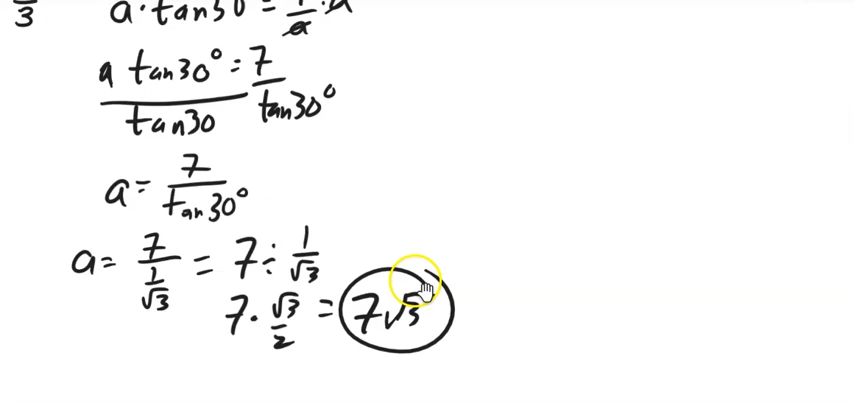 3 a · tan30 = 7/a · a
a tan30° / tan30 = 7 / tan30°
a = 7 / tan30°
a = 7 / (1/√3) = 7 ÷ 1/√3
7 · √3/2 = 7√3